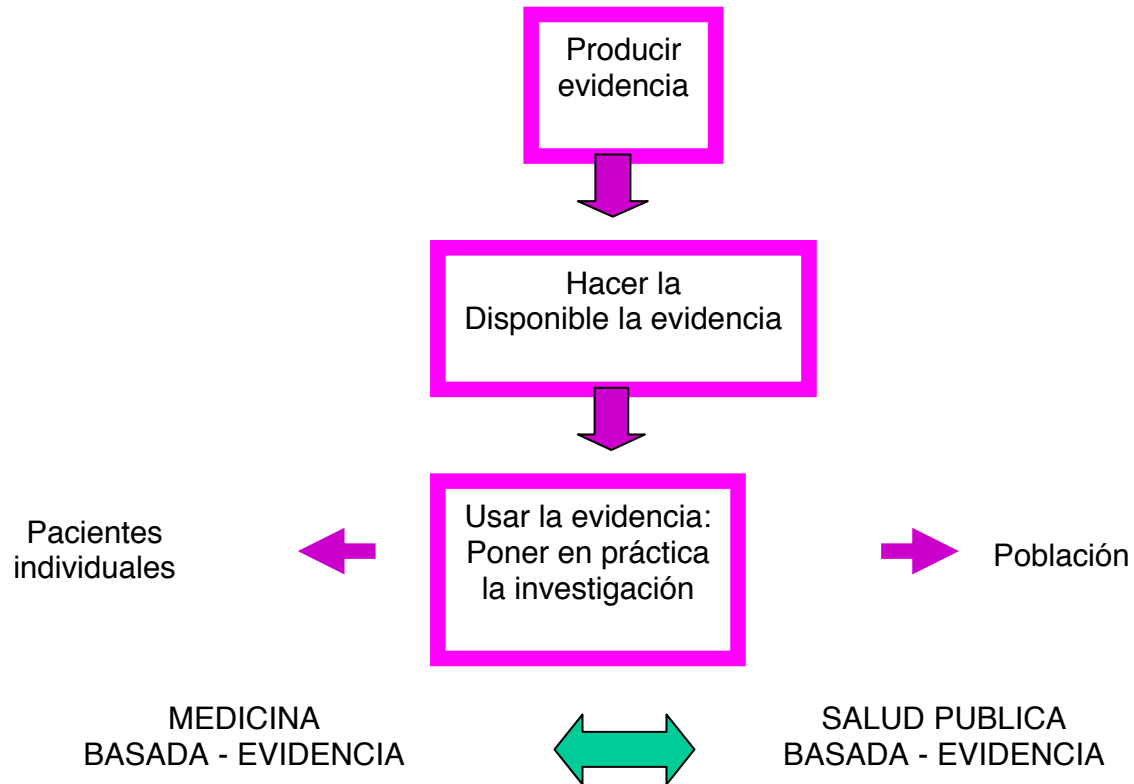 Producir
evidencia
Hacer la
Disponible la evidencia
Usar la evidencia:
Poner en práctica
la investigación
Pacientes
individuales
Población
MEDICINA
BASADA - EVIDENCIA
SALUD PUBLICA
BASADA - EVIDENCIA